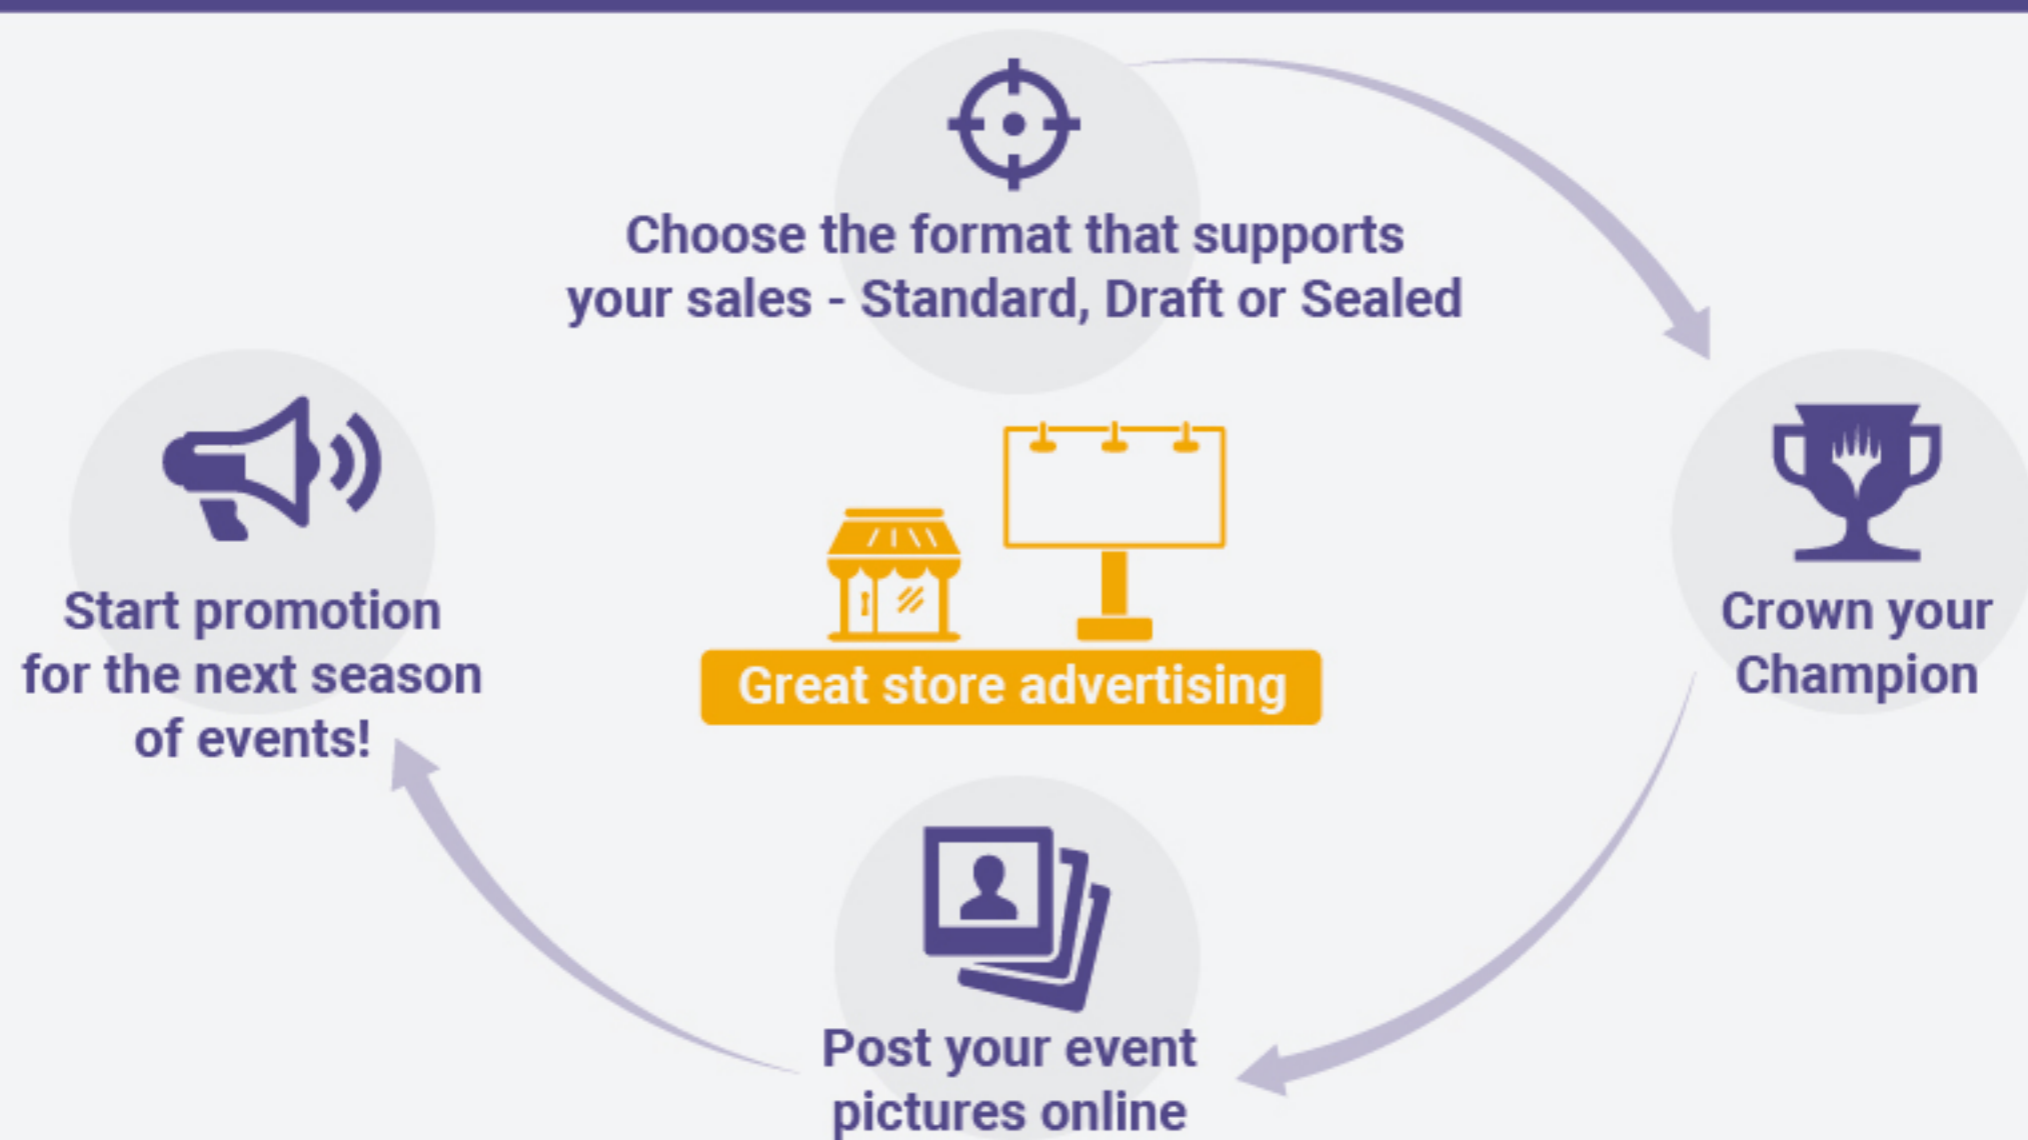 Choose the format that supports
your sales - Standard, Draft or Sealed
Crown your
Champion
Post your event
pictures online
Start promotion
for the next season
of events!
Great store advertising